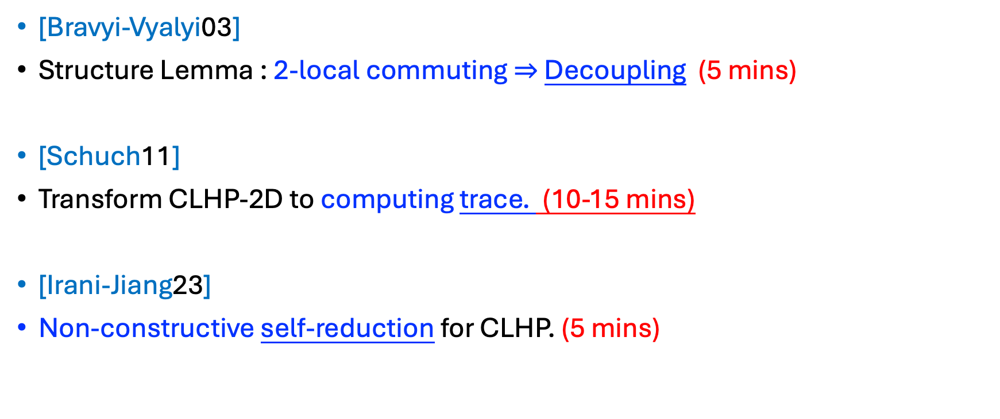 • [Bravyi-Vyalyi03]
• Structure Lemma : 2-local commuting ⇒ Decoupling (5 mins)
• [Schuch11]
• Transform CLHP-2D to computing trace. (10-15 mins)
• [Irani-Jiang23]
• Non-constructive self-reduction for CLHP. (5 mins)